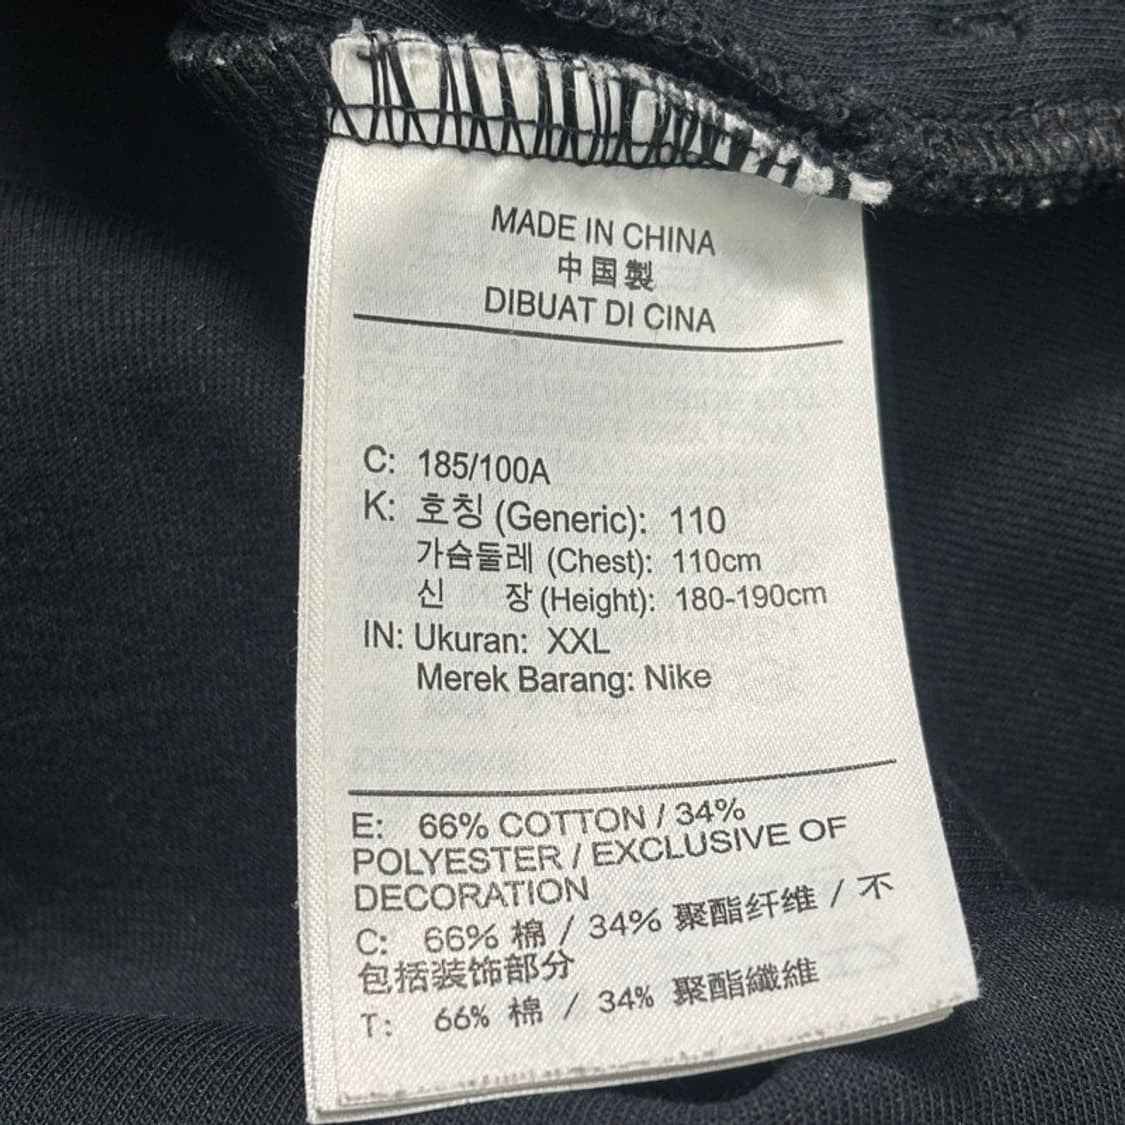 MADE IN CHINA
中国製
DIBUAT DI CINA
C: 185/100A
K: 호칭 (Generic): 110
가슴둘레 (Chest): 110cm
신 장 (Height): 180-190cm
IN: Ukuran: XXL
Merek Barang: Nike
E: 66% COTTON / 34%
POLYESTER / EXCLUSIVE OF
DECORATION
C: 66% 棉 / 34% 聚酯纤维 / 不
包括装饰部分
T: 66% 棉 / 34% 聚酯纖維